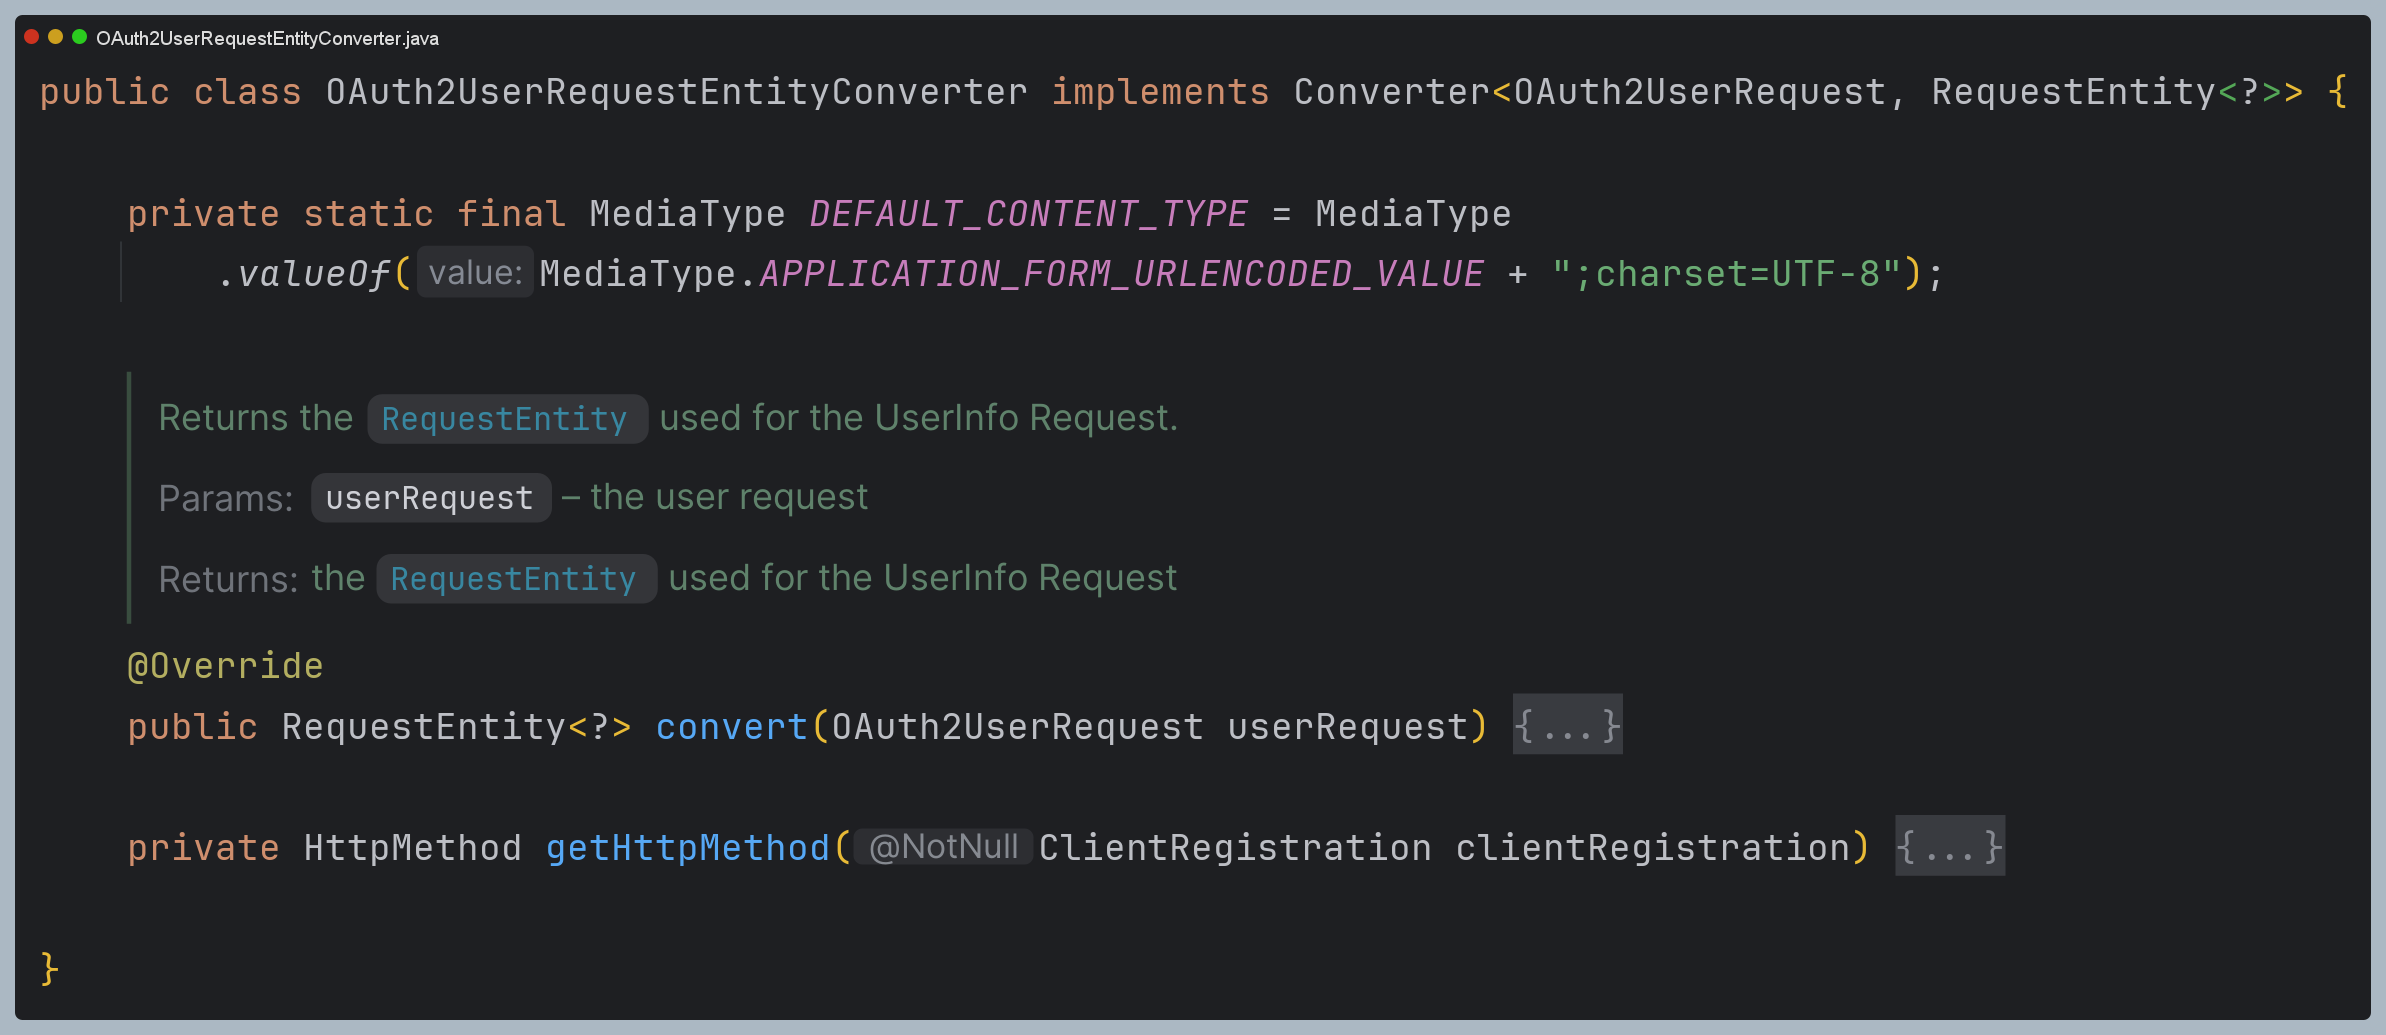 OAuth2UserRequestEntityConverter.java
public class OAuth2UserRequestEntityConverter implements Converter<OAuth2UserRequest, RequestEntity<?>> {
private static final MediaType DEFAULT_CONTENT_TYPE = MediaType
.valueOf( value: MediaType.APPLICATION_FORM_URLENCODED_VALUE + ";charset=UTF-8");
Returns the RequestEntity used for the UserInfo Request.
Params: userRequest – the user request
Returns: the RequestEntity used for the UserInfo Request
@Override
public RequestEntity<?> convert(OAuth2UserRequest userRequest) {...}
private HttpMethod getHttpMethod( @NotNull ClientRegistration clientRegistration) {...}
}